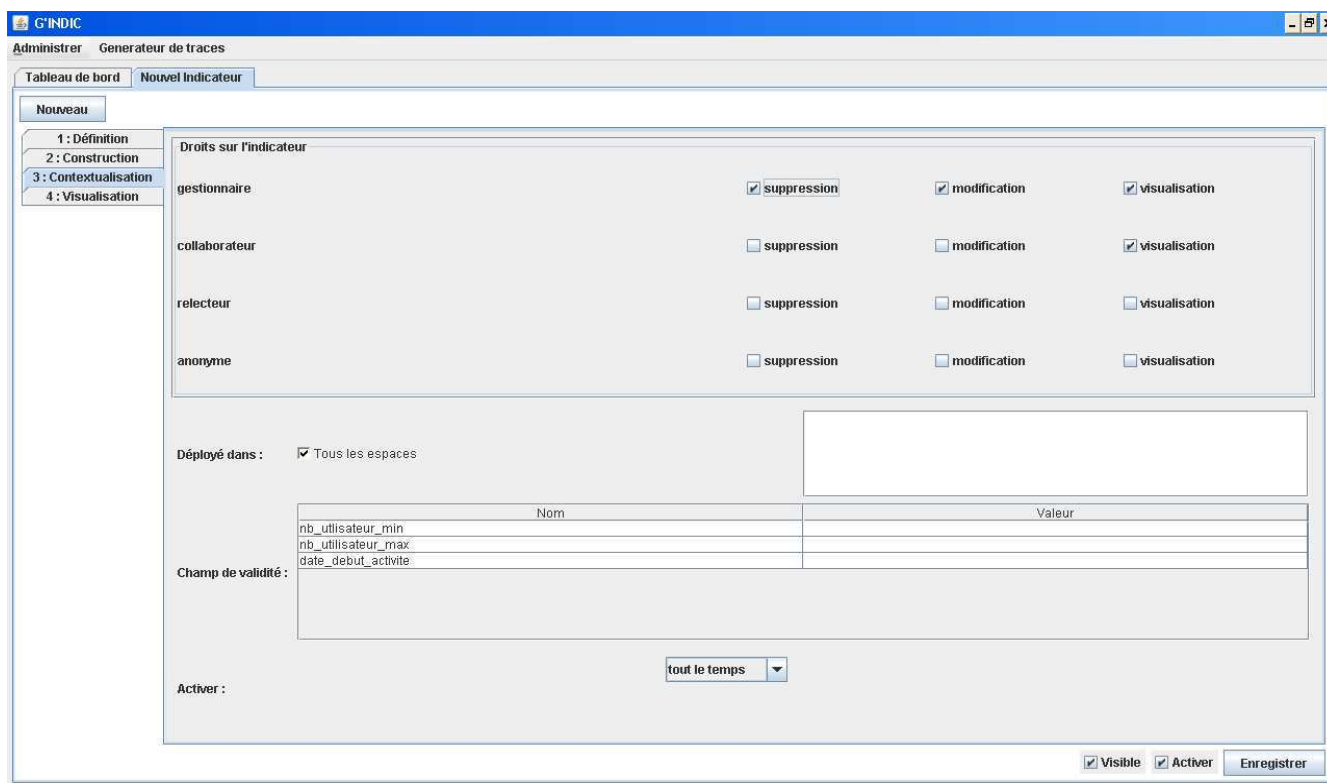 G'INDIC
Administrer Generateur de traces
Tableau de bord Nouvel Indicateur
Nouveau
1 : Définition
2 : Construction
3 : Contextualisation
4 : Visualisation
Droits sur l'indicateur
gestionnaire suppression modification visualisation
collaborateur suppression modification visualisation
relecteur suppression modification visualisation
anonyme suppression modification visualisation
Déployé dans : Tous les espaces
Nom Valeur
nb_utlisateur_min
nb_utilisateur_max
date_debut_activite
Champ de validité :
tout le temps
Activer :
Visible Activer Enregistrer